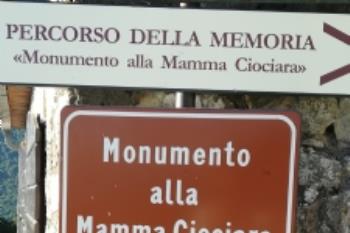 PERCORSO DELLA MEMORIA
«Monumento alla Mamma Ciociara»
Monumento
alla
Mamma Ciociara